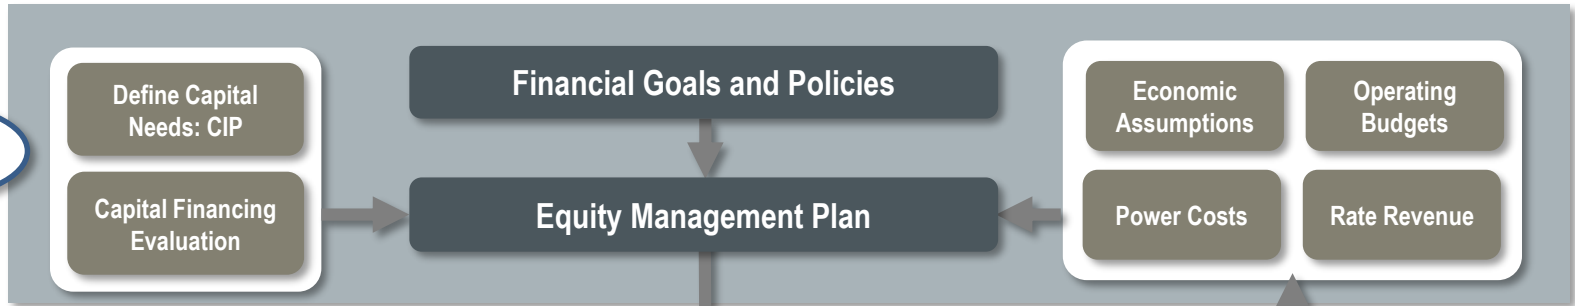 Define Capital
Needs: CIP
Capital Financing
Evaluation
Financial Goals and Policies
Equity Management Plan
Economic
Assumptions
Operating
Budgets
Power Costs
Rate Revenue